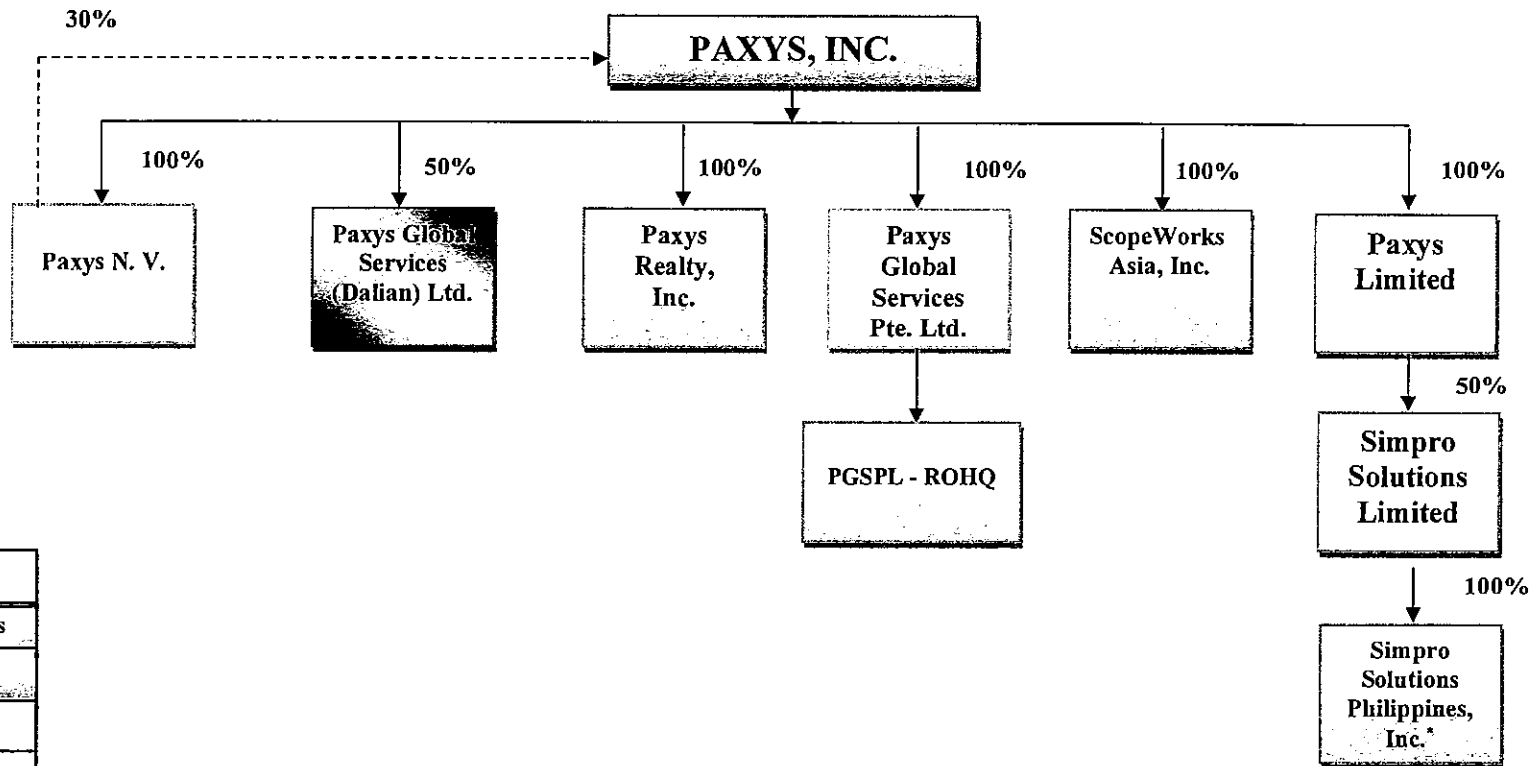 30%
PAXYS, INC.
100%
50%
100%
100%
100%
100%
Paxys N. V.
Paxys Global
Services
(Dalian) Ltd.
Paxys
Realty,
Inc.
Paxys
Global
Services
Pte. Ltd.
ScopeWorks
Asia, Inc.
Paxys
Limited
50%
PGSPL - ROHQ
Simpro
Solutions
Limited
100%
s
Simpro
Solutions
Philippines,
Inc.*